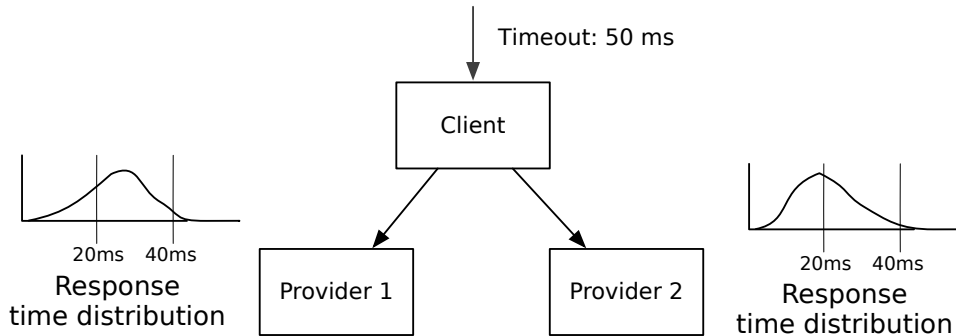 Timeout: 50 ms
Client
20ms 40ms
Response
time distribution
Provider 1
Provider 2
20ms 40ms
Response
time distribution